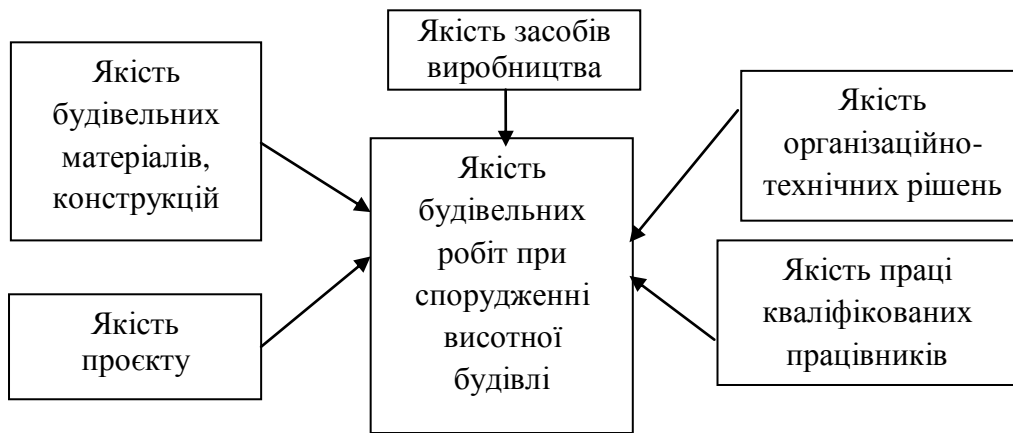 Якість засобів
виробництва
Якість
будівельних
матеріалів,
конструкцій
Якість
організаційно-
технічних рішень
Якість
будівельних
робіт при
спорудженні
висотної
будівлі
Якість
проєкту
Якість праці
кваліфікованих
працівників